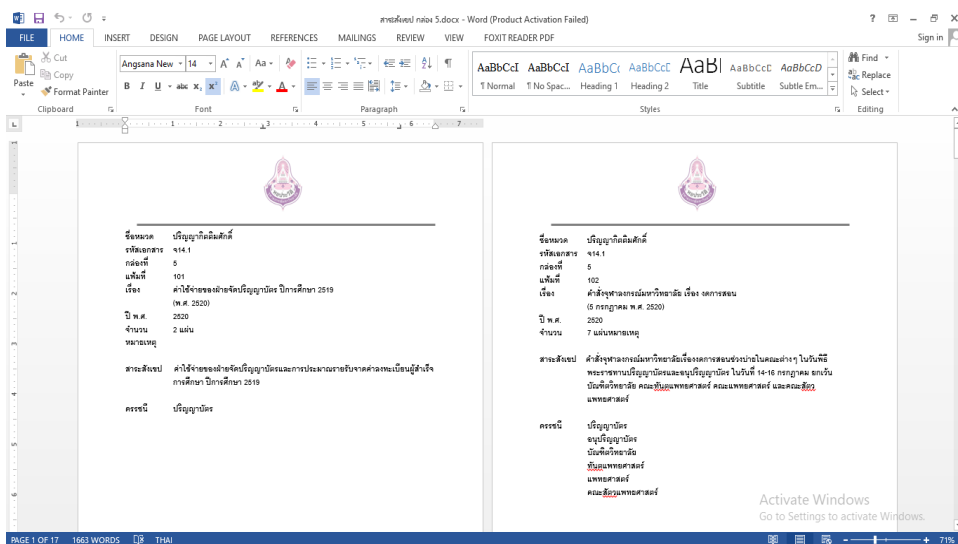 สาระสังเขป กล่อง 5.docx - Word (Product Activation Failed)
FILE HOME INSERT DESIGN PAGE LAYOUT REFERENCES MAILINGS REVIEW VIEW FOXIT READER PDF Sign in
Cut
Copy
Format Painter
Paste
Angsana New 14
AaBbCcI AaBbCcI AaBbCc AaBbCcE AaBl AaBbCcC AaBbCcD
¶ Normal ¶ No Spac... Heading 1 Heading 2 Title Subtitle Subtle Em...
Find
Replace
Select
Clipboard Font Paragraph Styles Editing
ชื่อหมวด ปริญญากิตติมศักดิ์
รหัสเอกสาร จ14.1
กล่องที่ 5
แฟ้มที่ 101
เรื่อง ค่าใช้จ่ายของฝ่ายจัดปริญญาบัตร ปีการศึกษา 2519
(พ.ศ. 2520)
ปี พ.ศ. 2520
จำนวน 2 แผ่น
หมายเหตุ
สาระสังเขป ค่าใช้จ่ายของฝ่ายจัดปริญญาบัตรและการประมาณรายรับจากค่าลงทะเบียนผู้สำเร็จ
การศึกษา ปีการศึกษา 2519
ดรรชนี ปริญญาบัตร
ชื่อหมวด ปริญญากิตติมศักดิ์
รหัสเอกสาร จ14.1
กล่องที่ 5
แฟ้มที่ 102
เรื่อง คำสั่งจุฬาลงกรณ์มหาวิทยาลัย เรื่อง งดการสอน
(5 กรกฎาคม พ.ศ. 2520)
ปี พ.ศ. 2520
จำนวน 7 แผ่นหมายเหตุ
สาระสังเขป คำสั่งจุฬาลงกรณ์มหาวิทยาลัยเรื่องงดการสอนช่วงบ่ายในคณะต่างๆ ในวันพิธี
พระราชทานปริญญาบัตรและอนุปริญญาบัตร ในวันที่ 14-16 กรกฎาคม ยกเว้น
บัณฑิตวิทยาลัย คณะทันตแพทยศาสตร์ คณะแพทยศาสตร์ และคณะสัตว
แพทยศาสตร์
ดรรชนี ปริญญาบัตร
อนุปริญญาบัตร
บัณฑิตวิทยาลัย
ทันตแพทยศาสตร์
แพทยศาสตร์
คณะสัตวแพทยศาสตร์
Activate Windows
Go to Settings to activate Windows.
PAGE 1 OF 17 1663 WORDS THAI 71%